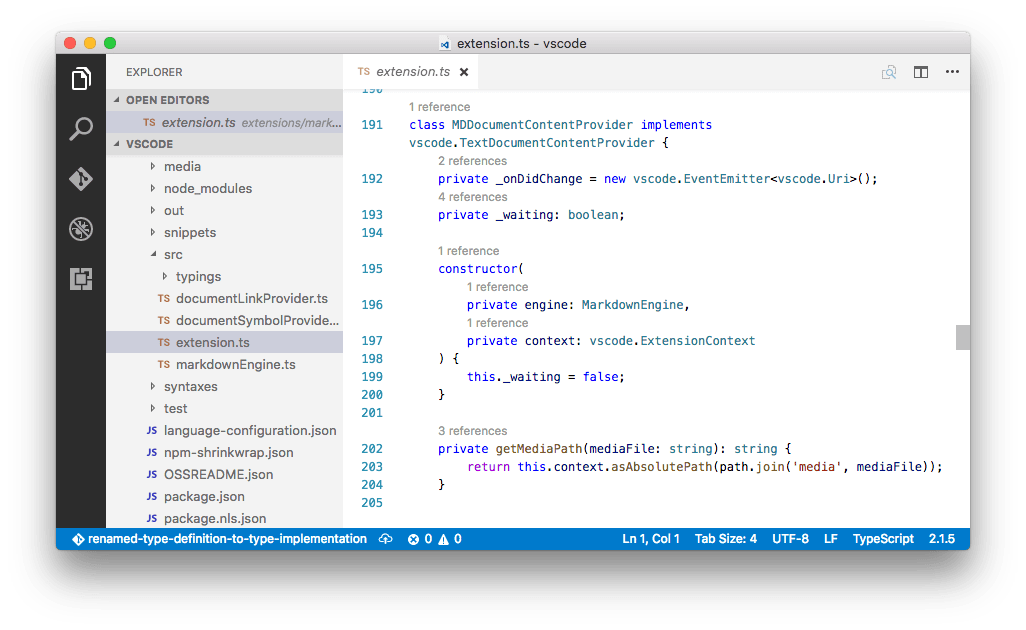 extension.ts - vscode
EXPLORER
OPEN EDITORS
TS extension.ts extensions/mark...
VSCODE
media
node_modules
out
snippets
src
typings
TS documentLinkProvider.ts
TS documentSymbolProvide...
TS extension.ts
TS markdownEngine.ts
syntaxes
test
JS language-configuration.json
JS npm-shrinkwrap.json
JS OSSREADME.json
JS package.json
JS package.nls.json
TS extension.ts
190
1 reference
191 class MDDocumentContentProvider implements
vscode.TextDocumentContentProvider {
2 references
192 private _onDidChange = new vscode.EventEmitter<vscode.Uri>();
4 references
193 private _waiting: boolean;
194
1 reference
195 constructor(
1 reference
196 private engine: MarkdownEngine,
1 reference
197 private context: vscode.ExtensionContext
198 ) {
199 this._waiting = false;
200 }
201
3 references
202 private getMediaPath(mediaFile: string): string {
203 return this.context.asAbsolutePath(path.join('media', mediaFile));
204 }
205
renamed-type-definition-to-type-implementation 0 0 Ln 1, Col 1 Tab Size: 4 UTF-8 LF TypeScript 2.1.5